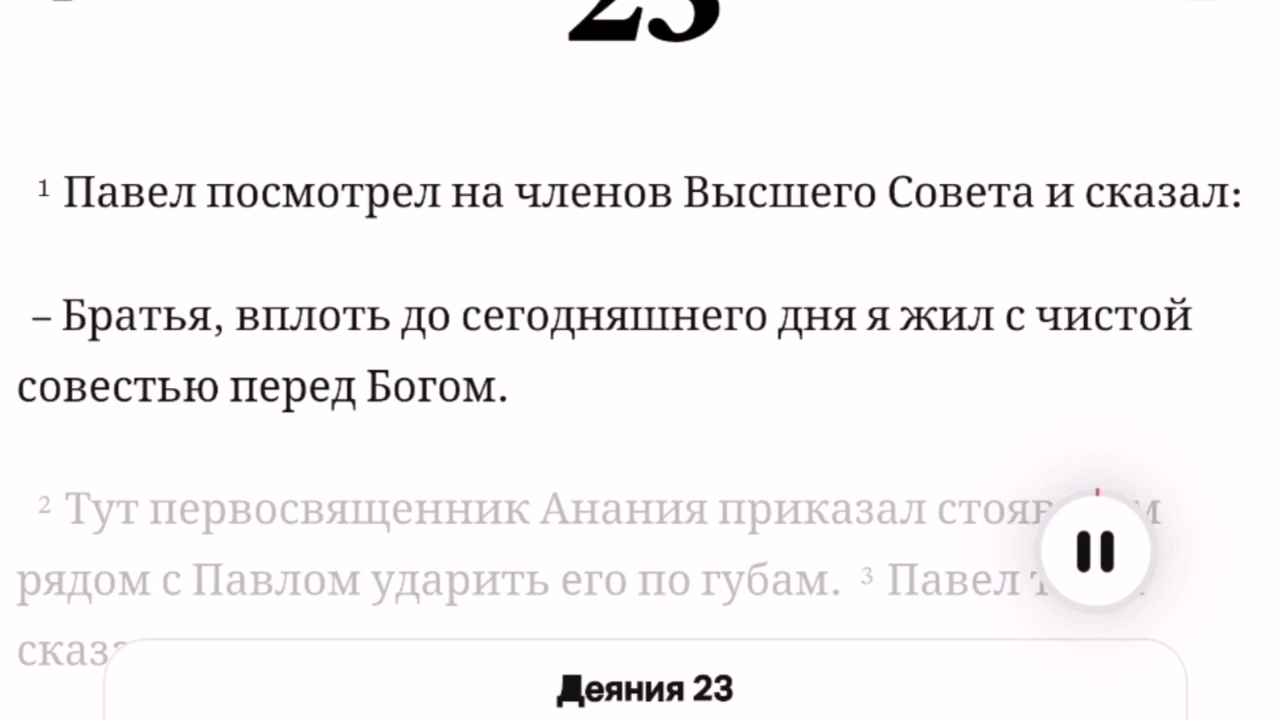 23
¹ Павел посмотрел на членов Высшего Совета и сказал:
– Братья, вплоть до сегодняшнего дня я жил с чистой
совестью перед Богом.
² Тут первосвященник Анания приказал
рядом с Павлом ударить его по губам. ³ Павел
Деяния 23